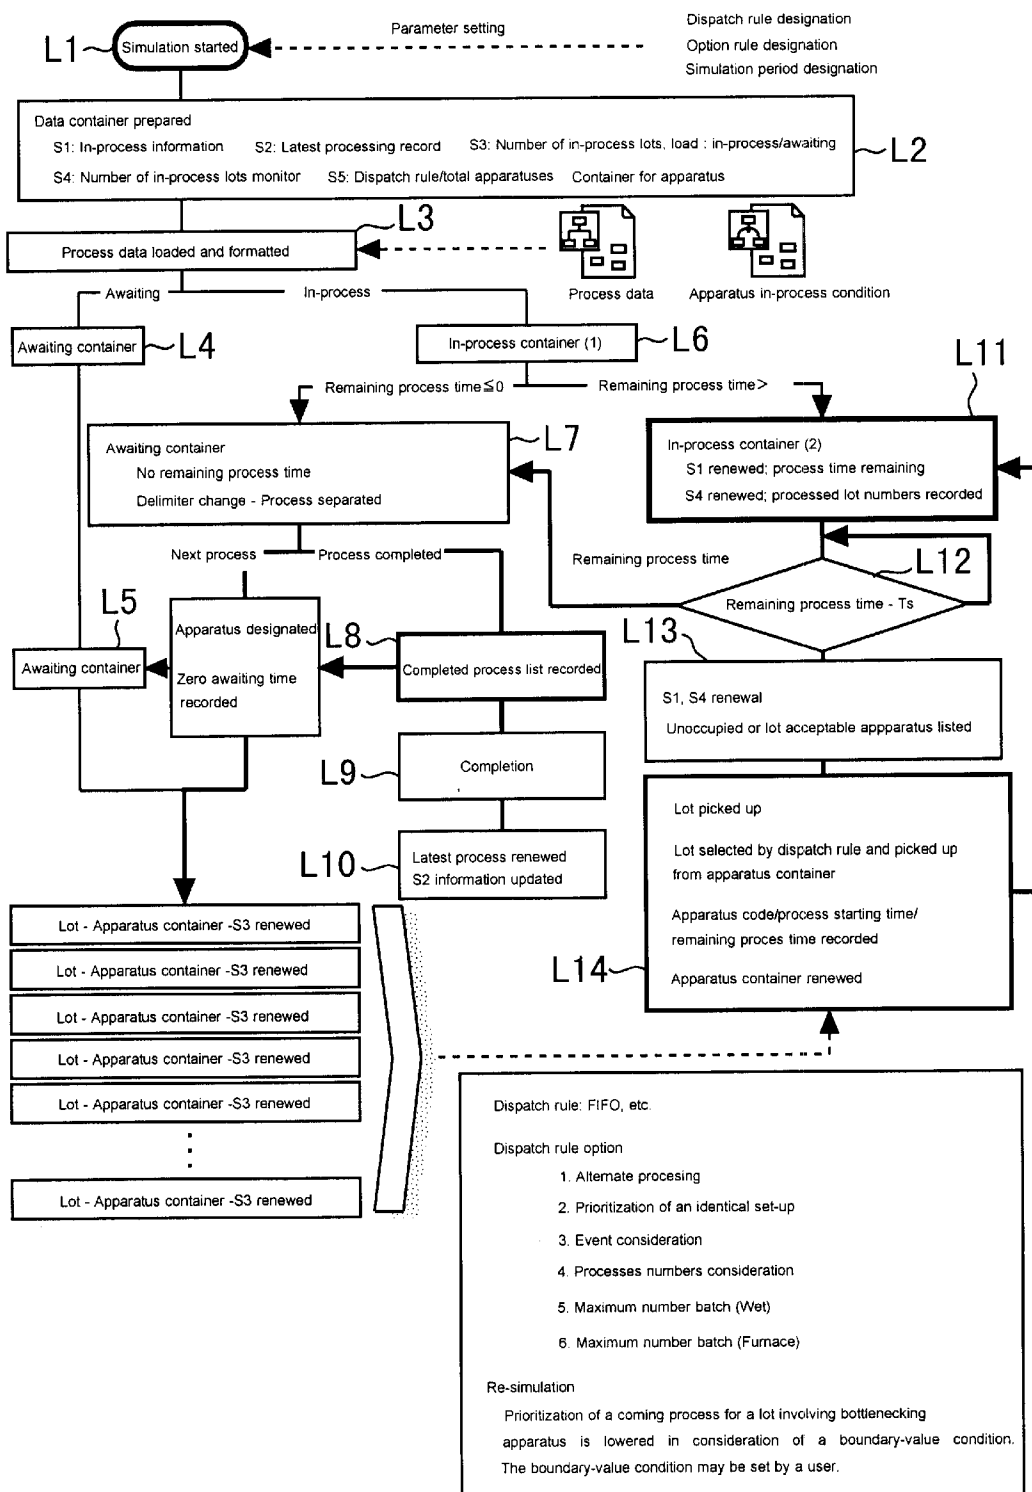 L1
Simulation started
Parameter setting
Dispatch rule designation
Option rule designation
Simulation period designation
Data container prepared
S1: In-process information S2: Latest processing record S3: Number of in-process lots, load : in-process/awaiting
S4: Number of in-process lots monitor S5: Dispatch rule/total apparatuses Container for apparatus
L2
L3
Process data loaded and formatted
Process data
Apparatus in-process condition
Awaiting
In-process
Awaiting container
L4
In-process container (1)
L6
Remaining process time≦0
Remaining process time>
L11
L7
Awaiting container
No remaining process time
Delimiter change - Process separated
In-process container (2)
S1 renewed; process time remaining
S4 renewed; processed lot numbers recorded
Next process
Process completed
Remaining process time
L12
Remaining process time - Ts
L5
Awaiting container
Apparatus designated
Zero awaiting time
recorded
L8
Completed process list recorded
L13
S1, S4 renewal
Unoccupied or lot acceptable appparatus listed
L9
Completion
L10
Latest process renewed
S2 information updated
Lot picked up
Lot selected by dispatch rule and picked up
from apparatus container
Apparatus code/process starting time/
remaining proces time recorded
Apparatus container renewed
L14
Lot - Apparatus container -S3 renewed
Lot - Apparatus container -S3 renewed
Lot - Apparatus container -S3 renewed
Lot - Apparatus container -S3 renewed
Lot - Apparatus container -S3 renewed
Lot - Apparatus container -S3 renewed
Dispatch rule: FIFO, etc.
Dispatch rule option
1. Alternate procesing
2. Prioritization of an identical set-up
3. Event consideration
4. Processes numbers consideration
5. Maximum number batch (Wet)
6. Maximum number batch (Furnace)
Re-simulation
Prioritization of a coming process for a lot involving bottlenecking
apparatus is lowered in consideration of a boundary-value condition.
The boundary-value condition may be set by a user.